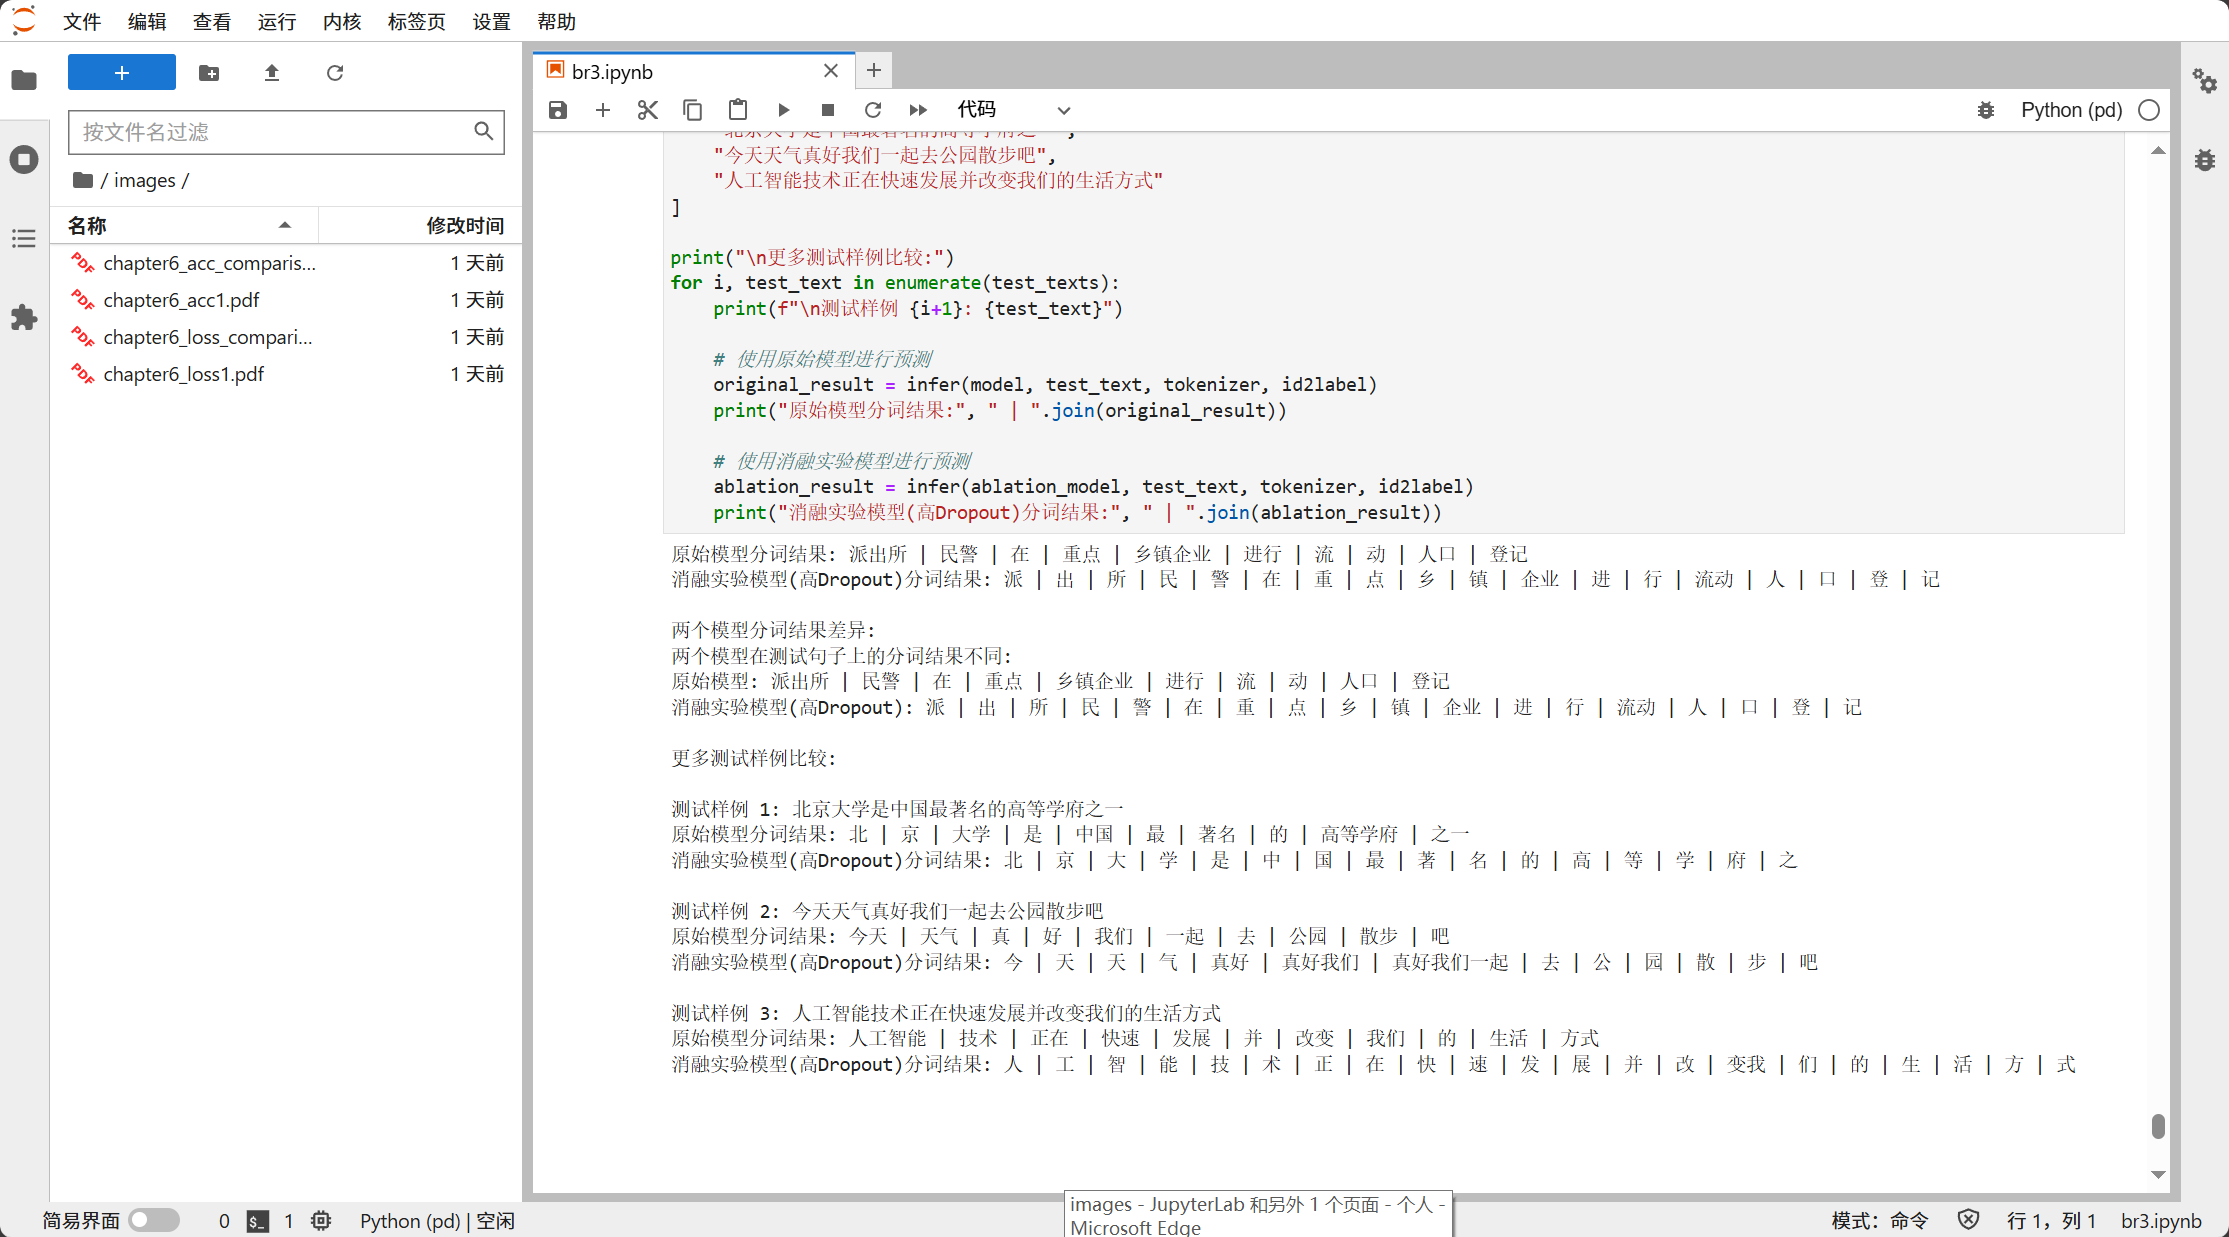 文件 编辑 查看 运行 内核 标签页 设置 帮助
按文件名过滤
/ images /
名称 修改时间
chapter6_acc_comparis... 1 天前
chapter6_acc1.pdf 1 天前
chapter6_loss_compari... 1 天前
chapter6_loss1.pdf 1 天前
br3.ipynb
代码 Python (pd)
"今天天气真好我们一起去公园散步吧",
"人工智能技术正在快速发展并改变我们的生活方式"
]
print("\n更多测试样例比较:")
for i, test_text in enumerate(test_texts):
print(f"\n测试样例 {i+1}: {test_text}")
# 使用原始模型进行预测
original_result = infer(model, test_text, tokenizer, id2label)
print("原始模型分词结果:", " | ".join(original_result))
# 使用消融实验模型进行预测
ablation_result = infer(ablation_model, test_text, tokenizer, id2label)
print("消融实验模型(高Dropout)分词结果:", " | ".join(ablation_result))
原始模型分词结果: 派出所 | 民警 | 在 | 重点 | 乡镇企业 | 进行 | 流 | 动 | 人口 | 登记
消融实验模型(高Dropout)分词结果: 派 | 出 | 所 | 民 | 警 | 在 | 重 | 点 | 乡 | 镇 | 企业 | 进 | 行 | 流动 | 人 | 口 | 登 | 记
两个模型分词结果差异:
两个模型在测试句子上的分词结果不同:
原始模型: 派出所 | 民警 | 在 | 重点 | 乡镇企业 | 进行 | 流 | 动 | 人口 | 登记
消融实验模型(高Dropout): 派 | 出 | 所 | 民 | 警 | 在 | 重 | 点 | 乡 | 镇 | 企业 | 进 | 行 | 流动 | 人 | 口 | 登 | 记
更多测试样例比较:
测试样例 1: 北京大学是中国最著名的高等学府之一
原始模型分词结果: 北 | 京 | 大学 | 是 | 中国 | 最 | 著名 | 的 | 高等学府 | 之一
消融实验模型(高Dropout)分词结果: 北 | 京 | 大 | 学 | 是 | 中 | 国 | 最 | 著 | 名 | 的 | 高 | 等 | 学 | 府 | 之
测试样例 2: 今天天气真好我们一起去公园散步吧
原始模型分词结果: 今天 | 天气 | 真 | 好 | 我们 | 一起 | 去 | 公园 | 散步 | 吧
消融实验模型(高Dropout)分词结果: 今 | 天 | 天 | 气 | 真好 | 真好我们 | 真好我们一起 | 去 | 公 | 园 | 散 | 步 | 吧
测试样例 3: 人工智能技术正在快速发展并改变我们的生活方式
原始模型分词结果: 人工智能 | 技术 | 正在 | 快速 | 发展 | 并 | 改变 | 我们 | 的 | 生活 | 方式
消融实验模型(高Dropout)分词结果: 人 | 工 | 智 | 能 | 技 | 术 | 正 | 在 | 快 | 速 | 发 | 展 | 并 | 改 | 变我 | 们 | 的 | 生 | 活 | 方 | 式
images - JupyterLab 和另外 1 个页面 - 个人 -
Microsoft Edge
简易界面 0 1 Python (pd) | 空闲 模式: 命令 行 1, 列 1 br3.ipynb